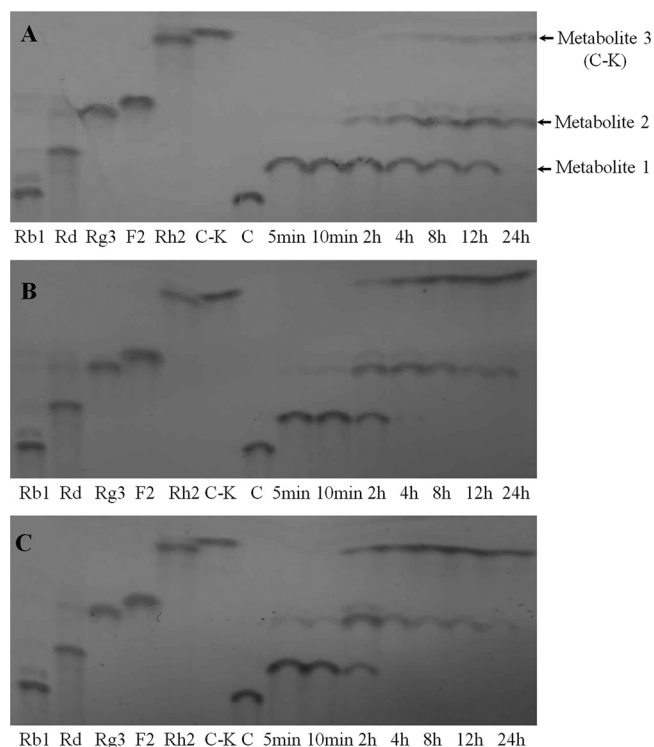 A
Metabolite 3
(C-K)
Metabolite 2
Metabolite 1
Rb1 Rd Rg3 F2 Rh2 C-K C 5min 10min 2h 4h 8h 12h 24h
B
Rb1 Rd Rg3 F2 Rh2 C-K C 5min 10min 2h 4h 8h 12h 24h
C
Rb1 Rd Rg3 F2 Rh2 C-K C 5min 10min 2h 4h 8h 12h 24h